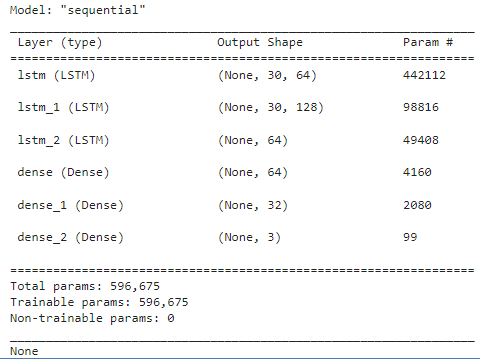 Model: "sequential"
_________________________________________________________________
Layer (type) Output Shape Param #
=================================================================
lstm (LSTM) (None, 30, 64) 442112
lstm_1 (LSTM) (None, 30, 128) 98816
lstm_2 (LSTM) (None, 64) 49408
dense (Dense) (None, 64) 4160
dense_1 (Dense) (None, 32) 2080
dense_2 (Dense) (None, 3) 99
=================================================================
Total params: 596,675
Trainable params: 596,675
Non-trainable params: 0
_________________________________________________________________
None